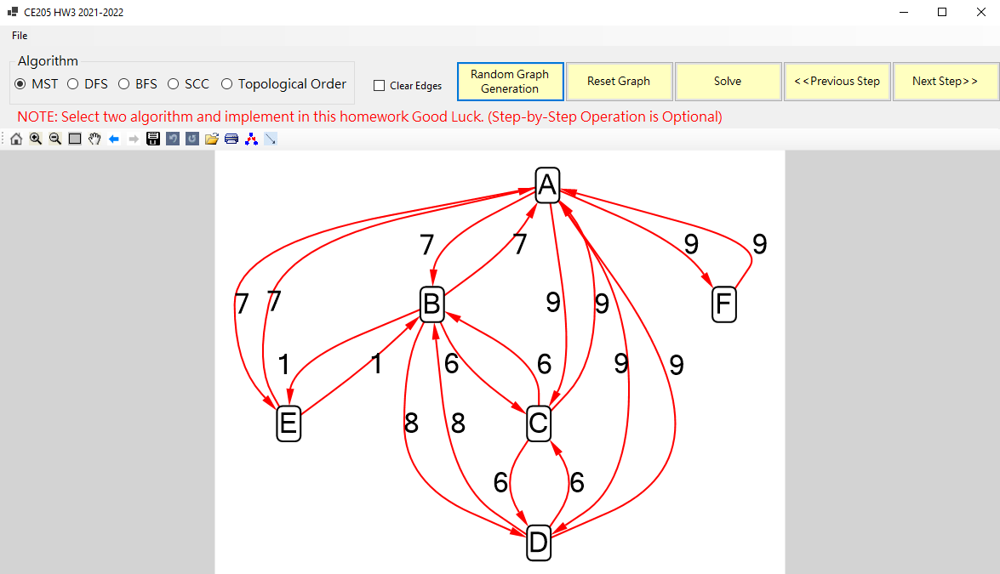 CE205 HW3 2021-2022
File
Algorithm
MST DFS BFS SCC Topological Order
Clear Edges
Random Graph
Generation
Reset Graph
Solve
<<Previous Step
Next Step>>
NOTE: Select two algorithm and implement in this homework Good Luck. (Step-by-Step Operation is Optional)
A
7 7 9 9
7 7 9 9
B F
1 1 6 6 9 9
E 8 8 C
6 6
D